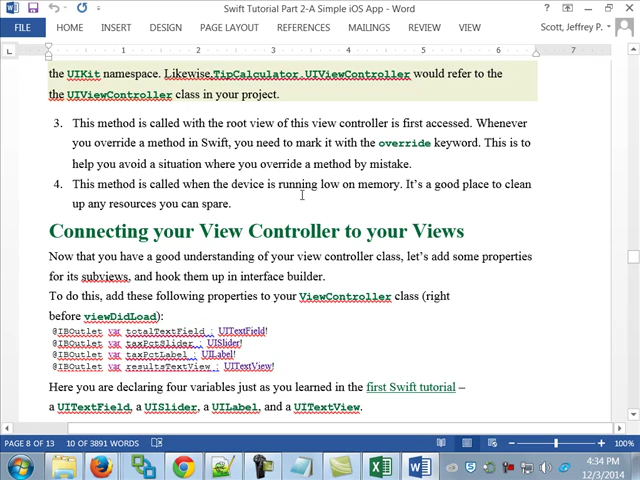 Swift Tutorial Part 2-A Simple iOS App - Word
FILE HOME INSERT DESIGN PAGE LAYOUT REFERENCES MAILINGS REVIEW VIEW Scott, Jeffrey P.
1 2 3 4 5 6 7
the UIKit namespace. Likewise,TipCalculator.UIViewController would refer to the
the UIViewController class in your project.
3. This method is called with the root view of this view controller is first accessed. Whenever
you override a method in Swift, you need to mark it with the override keyword. This is to
help you avoid a situation where you override a method by mistake.
4. This method is called when the device is running low on memory. It's a good place to clean
up any resources you can spare.
Connecting your View Controller to your Views
Now that you have a good understanding of your view controller class, let's add some properties
for its subviews, and hook them up in interface builder.
To do this, add these following properties to your ViewController class (right
before viewDidLoad):
@IBOutlet var totalTextField : UITextField!
@IBOutlet var taxPctSlider : UISlider!
@IBOutlet var taxPctLabel : UILabel!
@IBOutlet var resultsTextView : UITextView!
Here you are declaring four variables just as you learned in the first Swift tutorial –
a UITextField, a UISlider, a UILabel, and a UITextView.
PAGE 8 OF 13 10 OF 3891 WORDS 100%
4:34 PM
12/3/2014